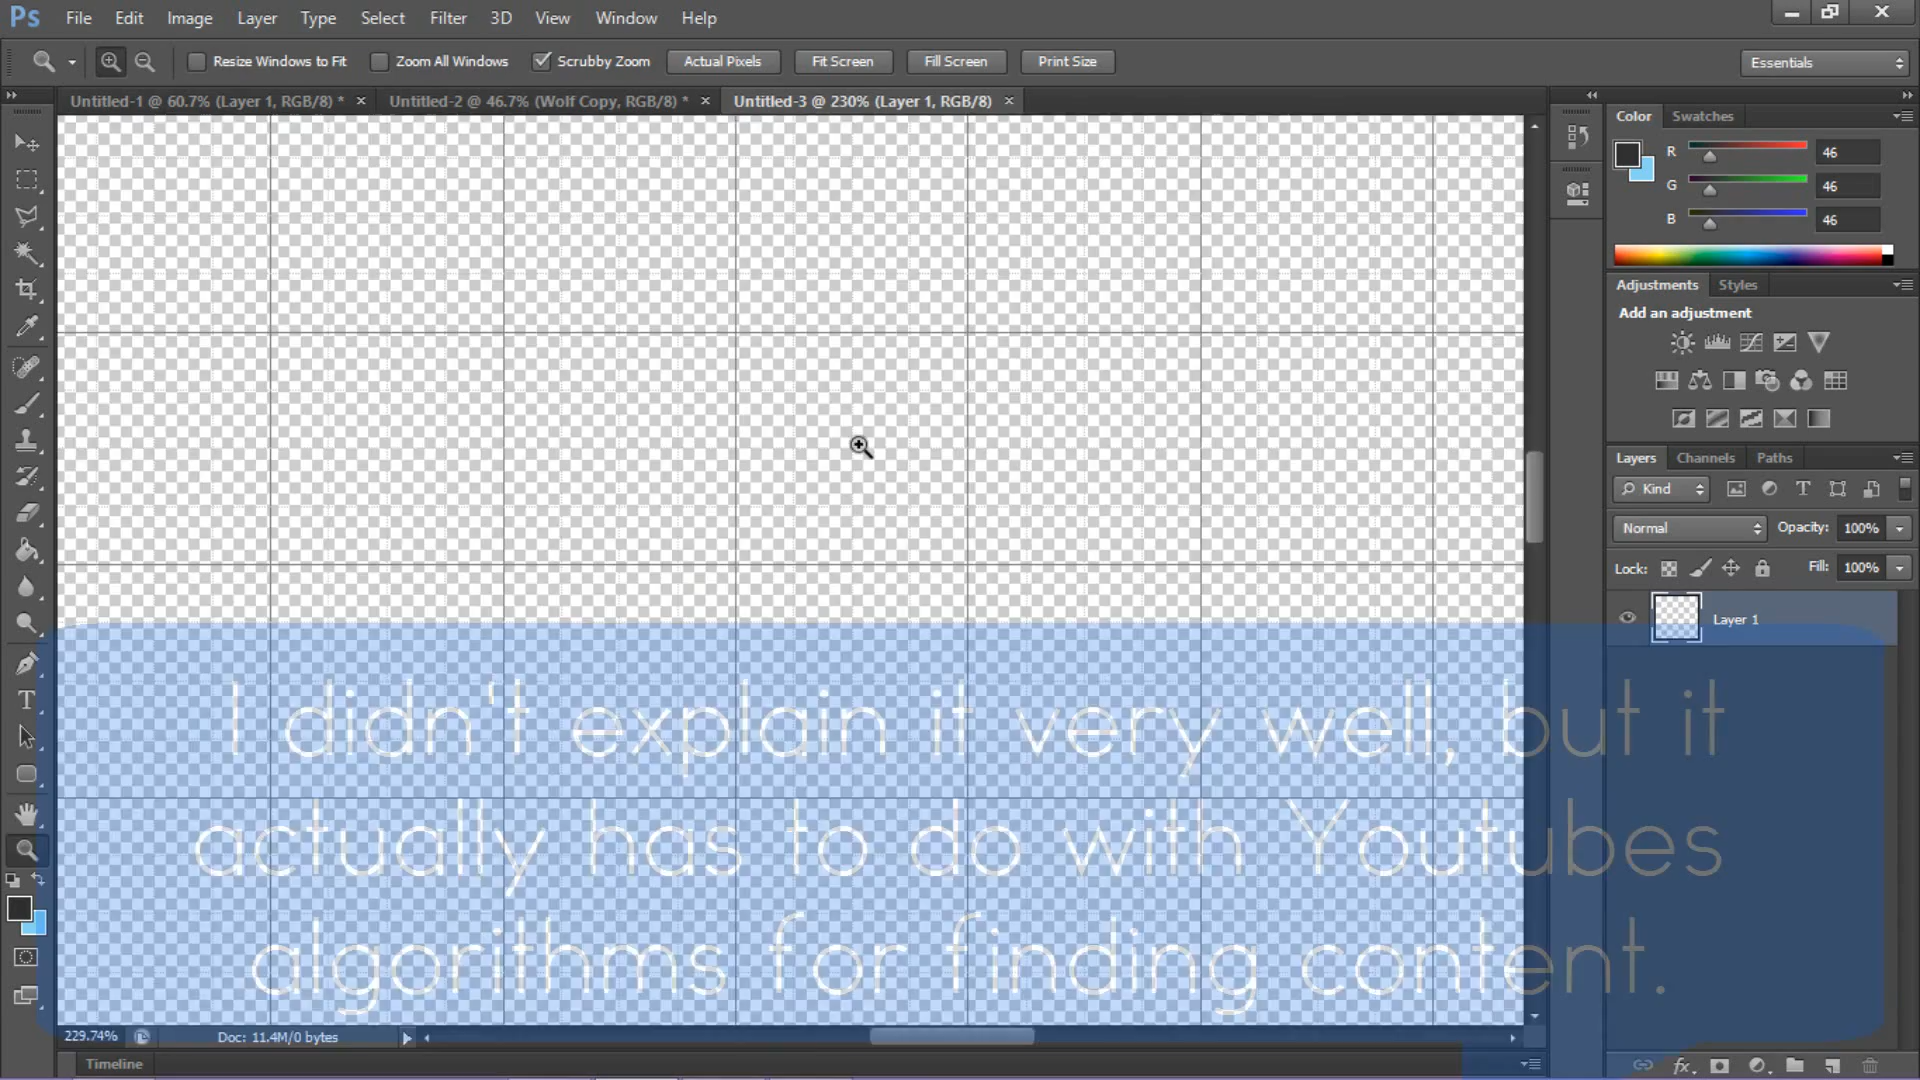 Ps File Edit Image Layer Type Select Filter 3D View Window Help
Resize Windows to Fit Zoom All Windows Scrubby Zoom Actual Pixels Fit Screen Fill Screen Print Size Essentials
Untitled-1 @ 60.7% (Layer 1, RGB/8) * Untitled-2 @ 46.7% (Wolf Copy, RGB/8) * Untitled-3 @ 230% (Layer 1, RGB/8)
Color Swatches
R 46
G 46
B 46
Adjustments Styles
Add an adjustment
Layers Channels Paths
Kind
Normal Opacity: 100%
Lock: Fill: 100%
Layer 1
I didn't explain it very well, but it
actually has to do with Youtubes
algorithms for finding content.
229.74% Doc: 11.4M/0 bytes
Timeline